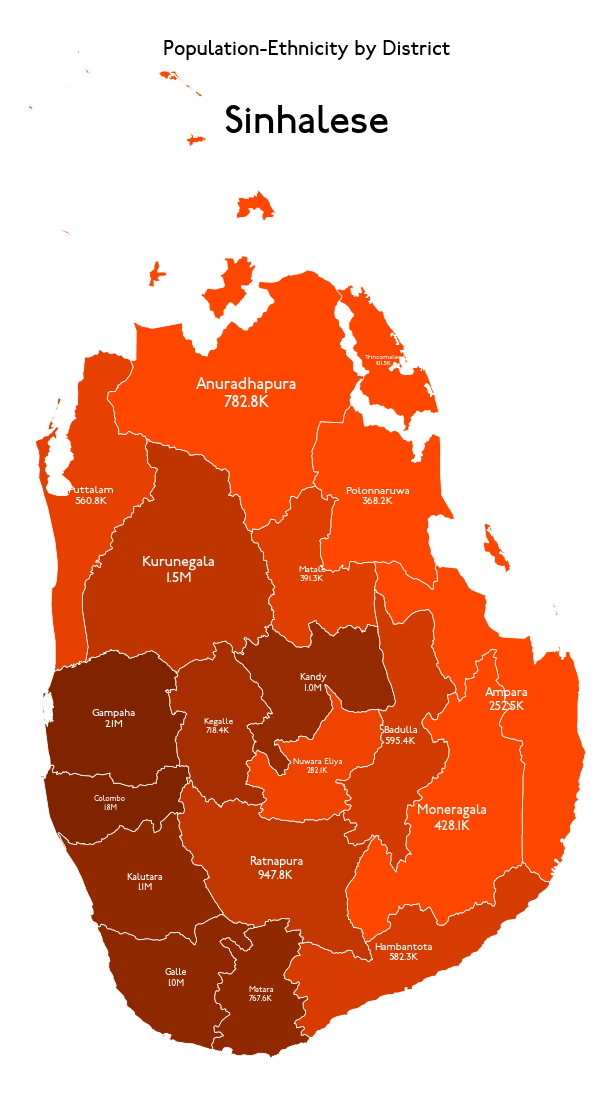 Population-Ethnicity by District
Sinhalese
Trincomalee
101.5K
Anuradhapura
782.8K
Puttalam
560.8K
Polonnaruwa
368.2K
Kurunegala
1.5M
Matale
391.3K
Kandy
1.0M
Ampara
252.5K
Gampaha
2.1M
Kegalle
718.4K
Badulla
595.4K
Nuwara Eliya
282.1K
Colombo
1.8M
Moneragala
428.1K
Ratnapura
947.8K
Kalutara
1.1M
Hambantota
582.3K
Galle
1.0M
Matara
767.6K